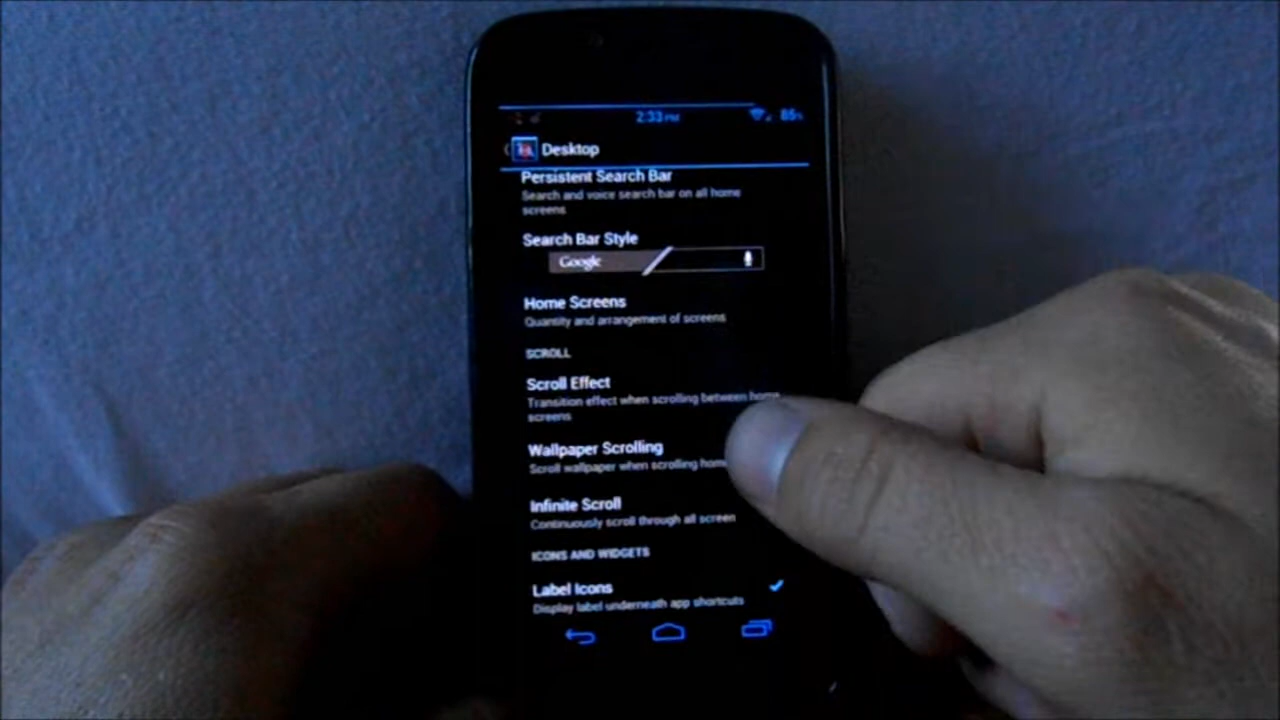 2:33 PM 85%
Desktop
Persistent Search Bar
Search and voice search bar on all home
screens
Search Bar Style
Google
Home Screens
Quantity and arrangement of screens
SCROLL
Scroll Effect
Transition effect when scrolling between home
screens
Wallpaper Scrolling
Scroll wallpaper when scrolling home
Infinite Scroll
Continuously scroll through all screen
ICONS AND WIDGETS
Label Icons
Display label underneath app shortcuts